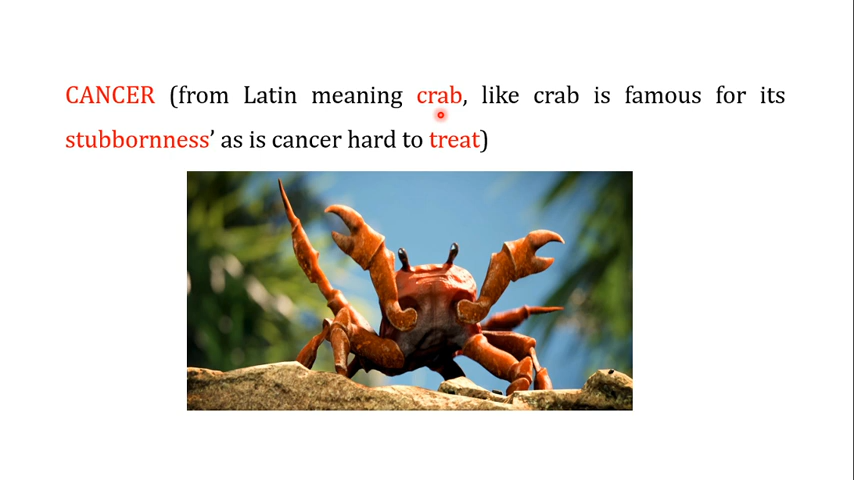 CANCER (from Latin meaning crab, like crab is famous for its
stubbornness’ as is cancer hard to treat)